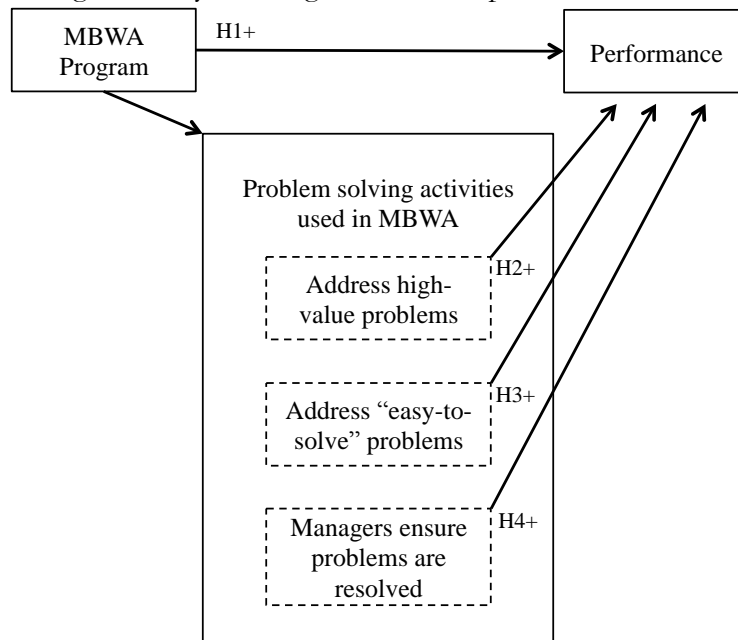 MBWA
Program
H1+
Performance
Problem solving activities
used in MBWA
H2+
Address high-
value problems
H3+
Address “easy-to-
solve” problems
H4+
Managers ensure
problems are
resolved